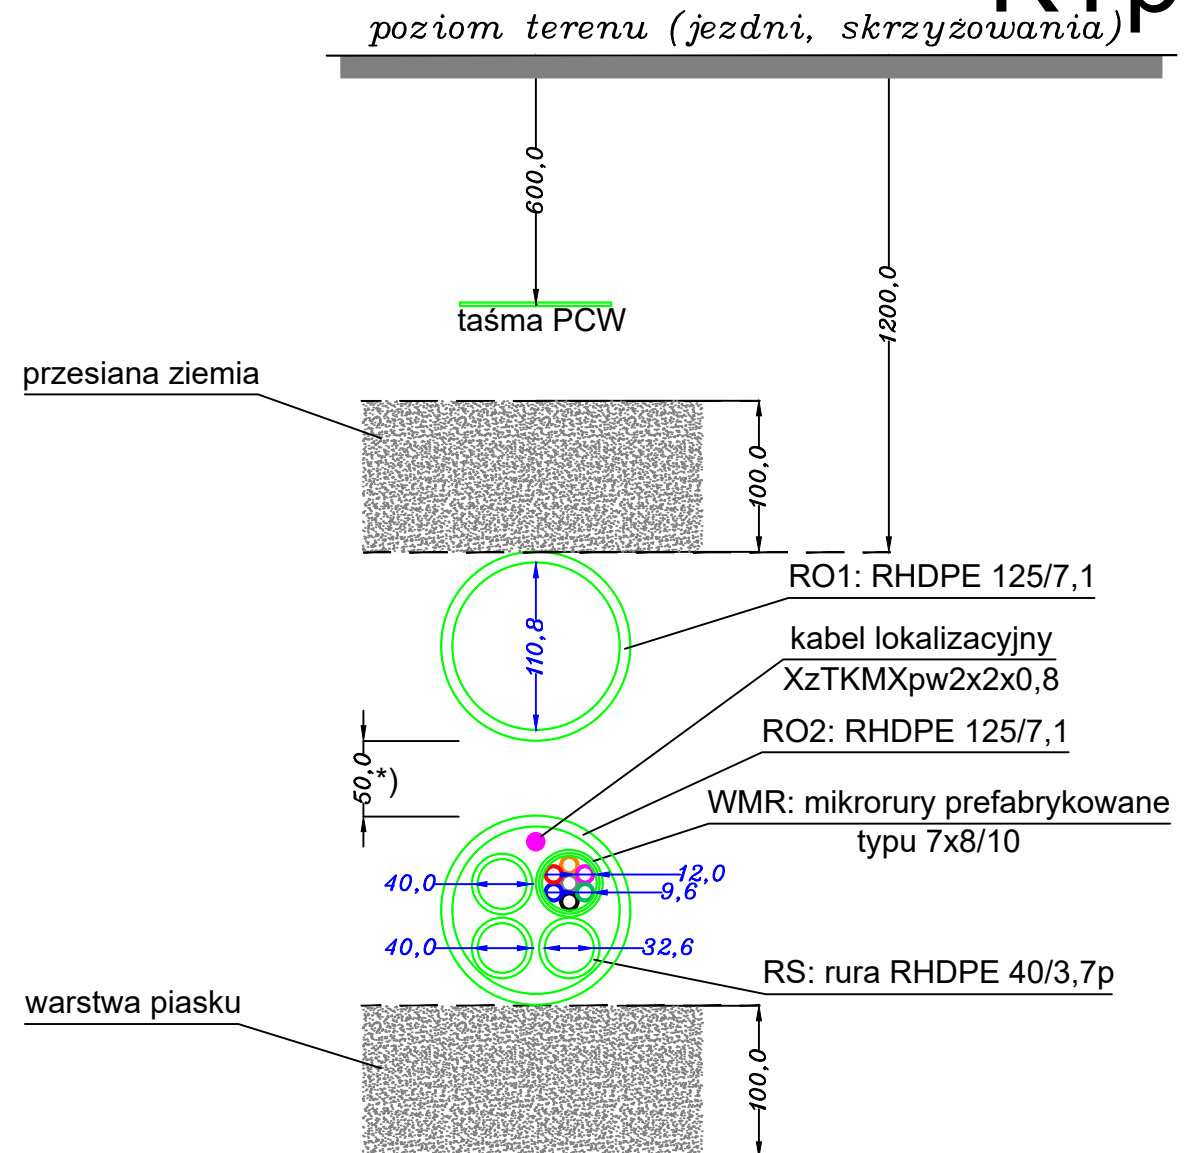 poziom terenu (jezdni, skrzyżowania)
600,0
1200,0
taśma PCW
przesiana ziemia
100,0
RO1: RHDPE 125/7,1
110,8
kabel lokalizacyjny
XzTKMXpw2x2x0,8
RO2: RHDPE 125/7,1
50,0*)
WMR: mikrorury prefabrykowane
typu 7x8/10
40,0
12,0
9,6
40,0
32,6
RS: rura RHDPE 40/3,7p
warstwa piasku
100,0